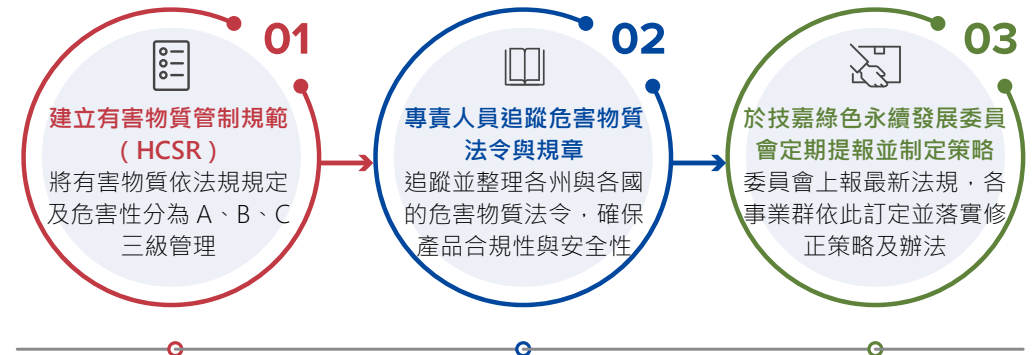 01
建立有害物質管制規範
（HCSR）
將有害物質依法規規定
及危害性分為 A、B、C
三級管理
02
專責人員追蹤危害物質
法令與規章
追蹤並整理各州與各國
的危害物質法令，確保
產品合規性與安全性
03
於技嘉綠色永續發展委員
會定期提報並制定策略
委員會上報最新法規，各
事業群依此訂定並落實修
正策略及辦法